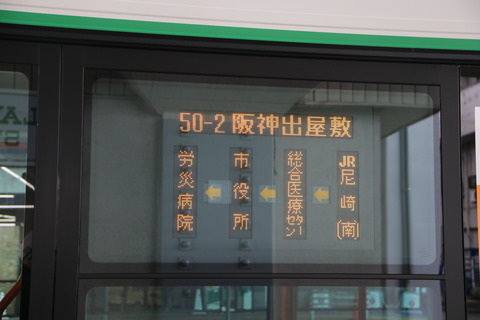 50-2 阪神出屋敷
JR尼崎(南)
総合医療センター
市役所
労災病院